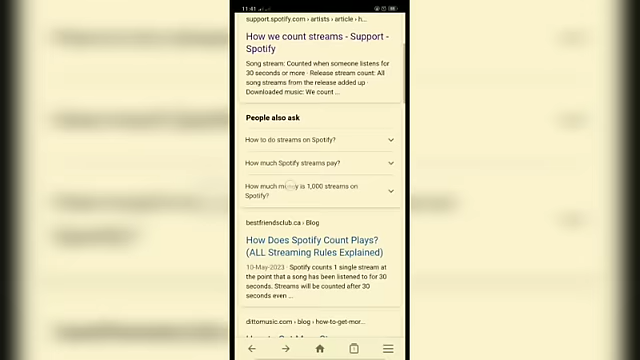 11:41
support.spotify.com › artists › article › h...
How we count streams - Support -
Spotify
Song stream: Counted when someone listens for
30 seconds or more · Release stream count: All
song streams from the release added up ·
Downloaded music: We count ...
People also ask
How to do streams on Spotify?
How much Spotify streams pay?
How much money is 1,000 streams on
Spotify?
bestfriendsclub.ca › Blog
How Does Spotify Count Plays?
(ALL Streaming Rules Explained)
10-May-2023 · Spotify counts 1 single stream at
the point that a song has been listened to for 30
seconds. Streams will be counted after 30
seconds even ...
dittomusic.com › blog › how-to-get-mor...